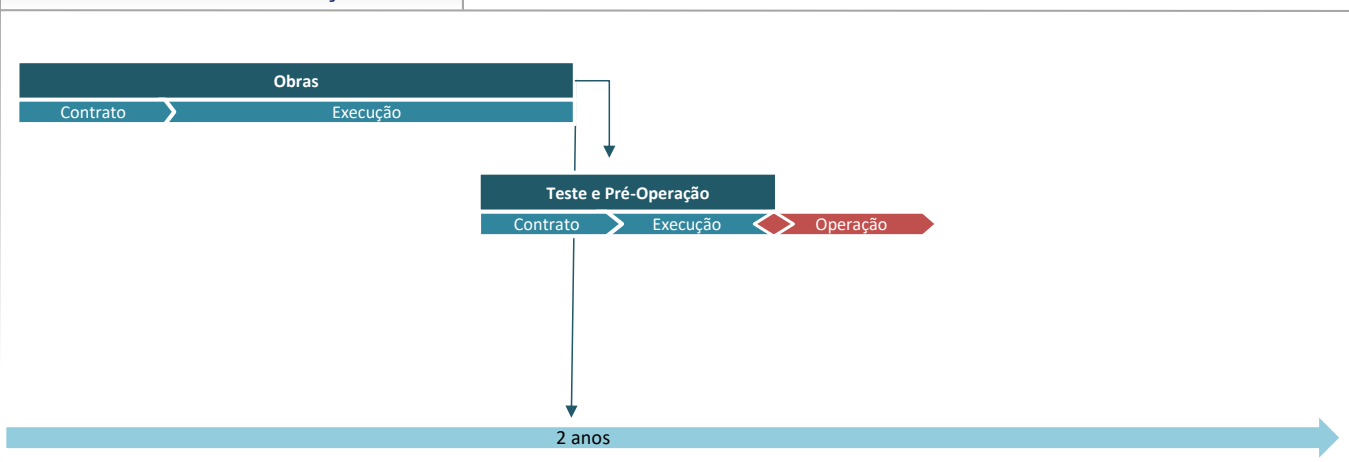 Obras
Contrato
Execução
Teste e Pré-Operação
Contrato
Execução
Operação
2 anos